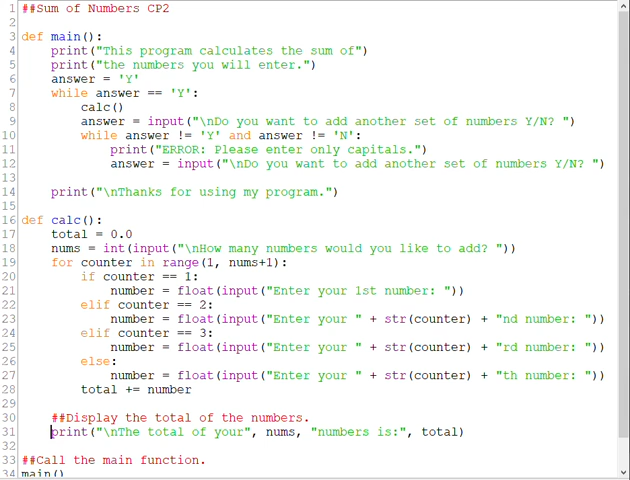 1 ##Sum of Numbers CP2
2
3 def main():
4     print("This program calculates the sum of")
5     print("the numbers you will enter.")
6     answer = 'Y'
7     while answer == 'Y':
8         calc()
9         answer = input("\nDo you want to add another set of numbers Y/N? ")
10         while answer != 'Y' and answer != 'N':
11             print("ERROR: Please enter only capitals.")
12             answer = input("\nDo you want to add another set of numbers Y/N? ")
13
14     print("\nThanks for using my program.")
15
16 def calc():
17     total = 0.0
18     nums = int(input("\nHow many numbers would you like to add? "))
19     for counter in range(1, nums+1):
20         if counter == 1:
21             number = float(input("Enter your 1st number: "))
22         elif counter == 2:
23             number = float(input("Enter your " + str(counter) + "nd number: "))
24         elif counter == 3:
25             number = float(input("Enter your " + str(counter) + "rd number: "))
26         else:
27             number = float(input("Enter your " + str(counter) + "th number: "))
28         total += number
29
30     ##Display the total of the numbers.
31     print("\nThe total of your", nums, "numbers is:", total)
32
33 ##Call the main function.
34 main()